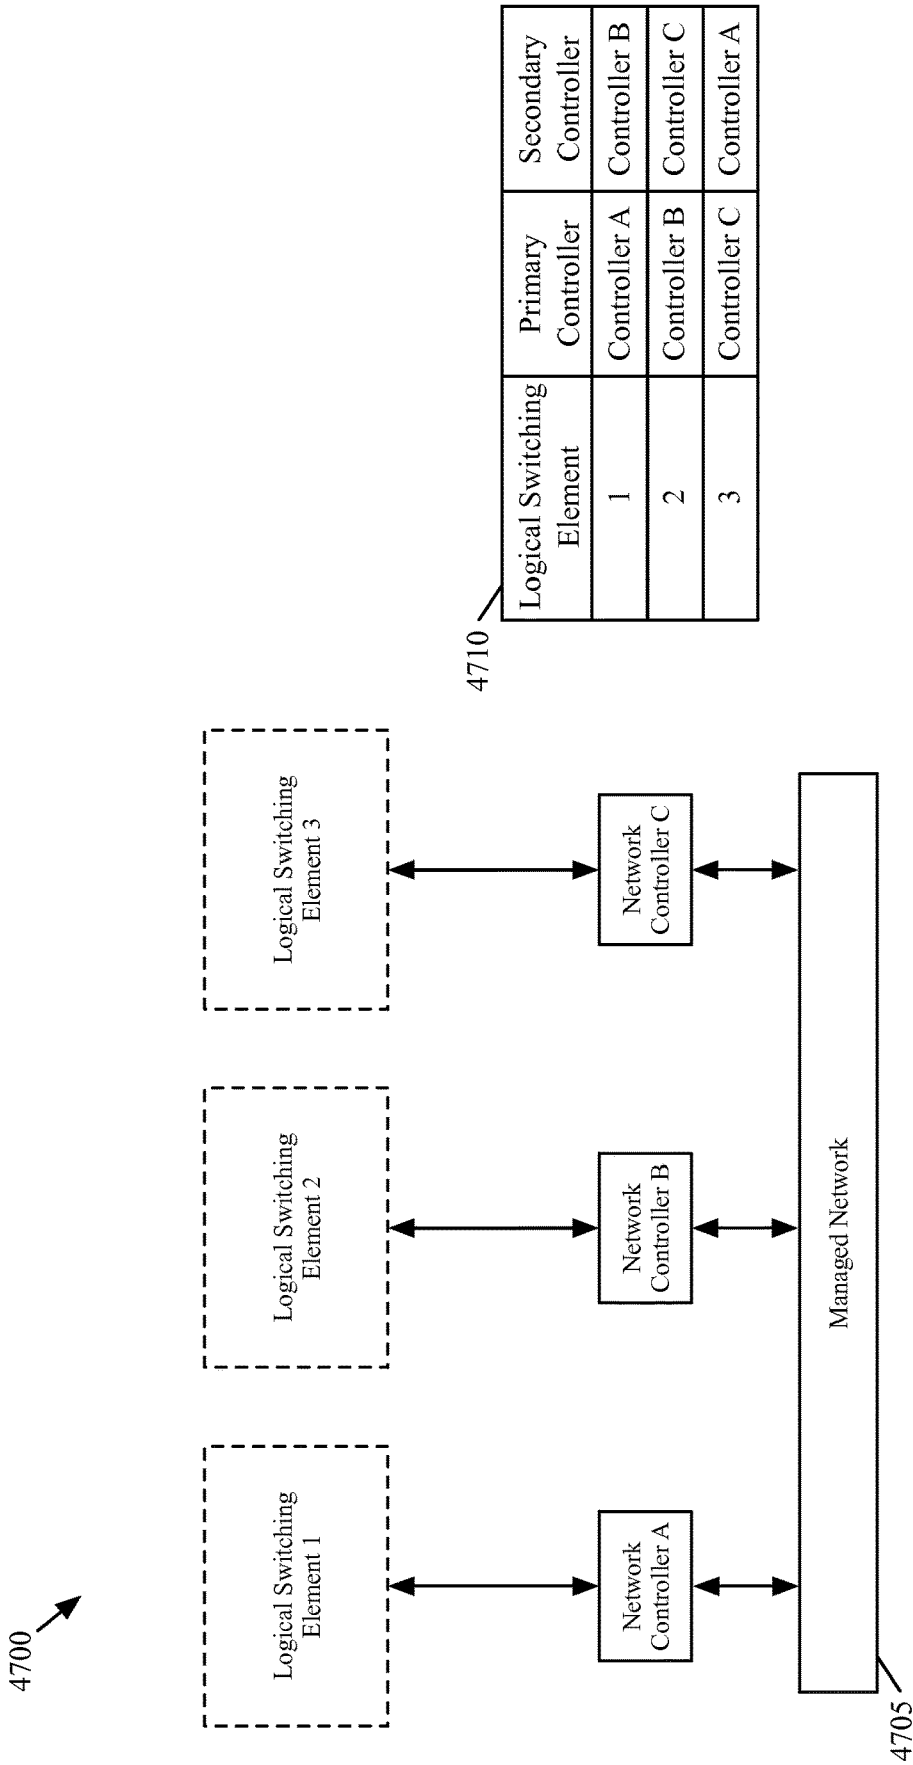 4700
Logical Switching
Element 1
Logical Switching
Element 2
Logical Switching
Element 3
Network
Controller A
Network
Controller B
Network
Controller C
Managed Network
4705
4710
Logical Switching
Element
Primary
Controller
Secondary
Controller
1
Controller A
Controller B
2
Controller B
Controller C
3
Controller C
Controller A